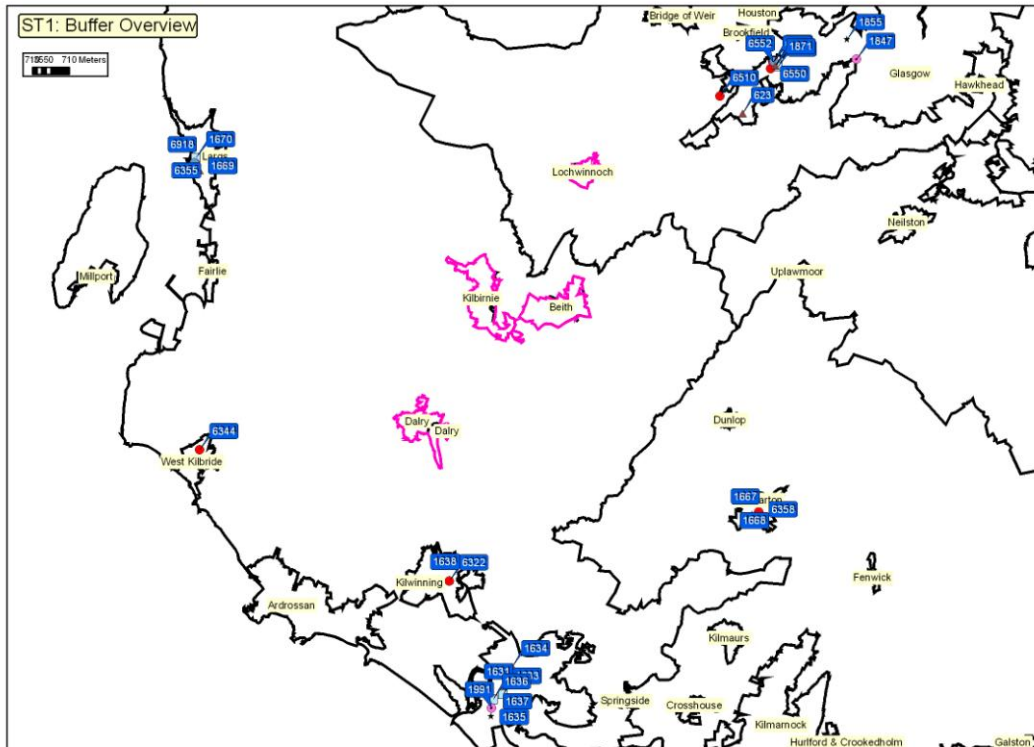 ST1: Buffer Overview
710 Meters
Bridge of Weir
Houston
Brookfield
6552
1871
6550
6510
623
1855
1847
Glasgow
Hawkhead
6918
1670
Largs
6355
1669
Lochwinnoch
Neilston
Millport
Fairlie
Kilbirnie
Beith
Uplawmoor
Dalry
Dalry
Dunlop
6344
West Kilbride
1667
6358
1668
1638
6322
Kilwinning
Ardrossan
Fenwick
Kilmaurs
1634
1631
1636
1991
1637
1635
Springside
Crosshouse
Kilmarnock
Hurlford & Crookedholm
Galston